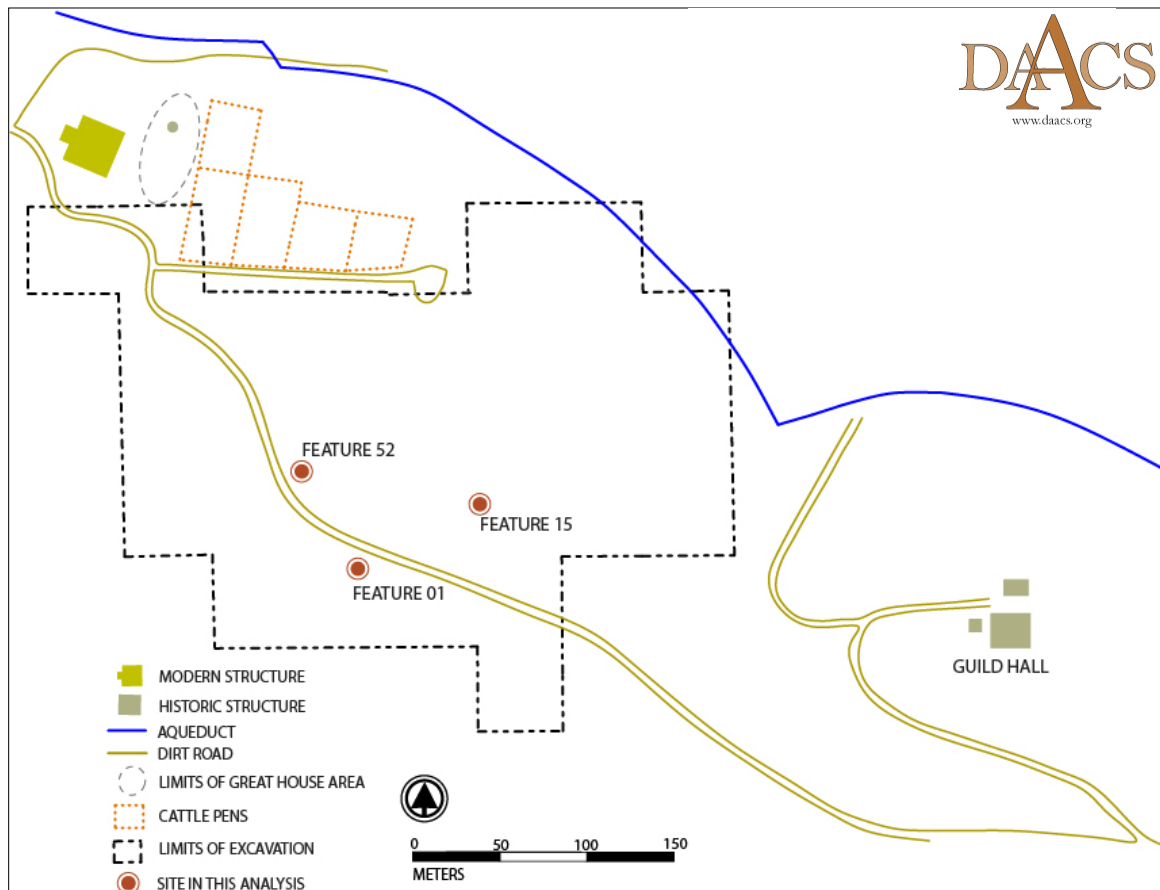 DAACS
www.daacs.org
FEATURE 52
FEATURE 15
FEATURE 01
GUILD HALL
MODERN STRUCTURE
HISTORIC STRUCTURE
AQUEDUCT
DIRT ROAD
LIMITS OF GREAT HOUSE AREA
CATTLE PENS
LIMITS OF EXCAVATION
SITE IN THIS ANALYSIS
0 50 100 150
METERS